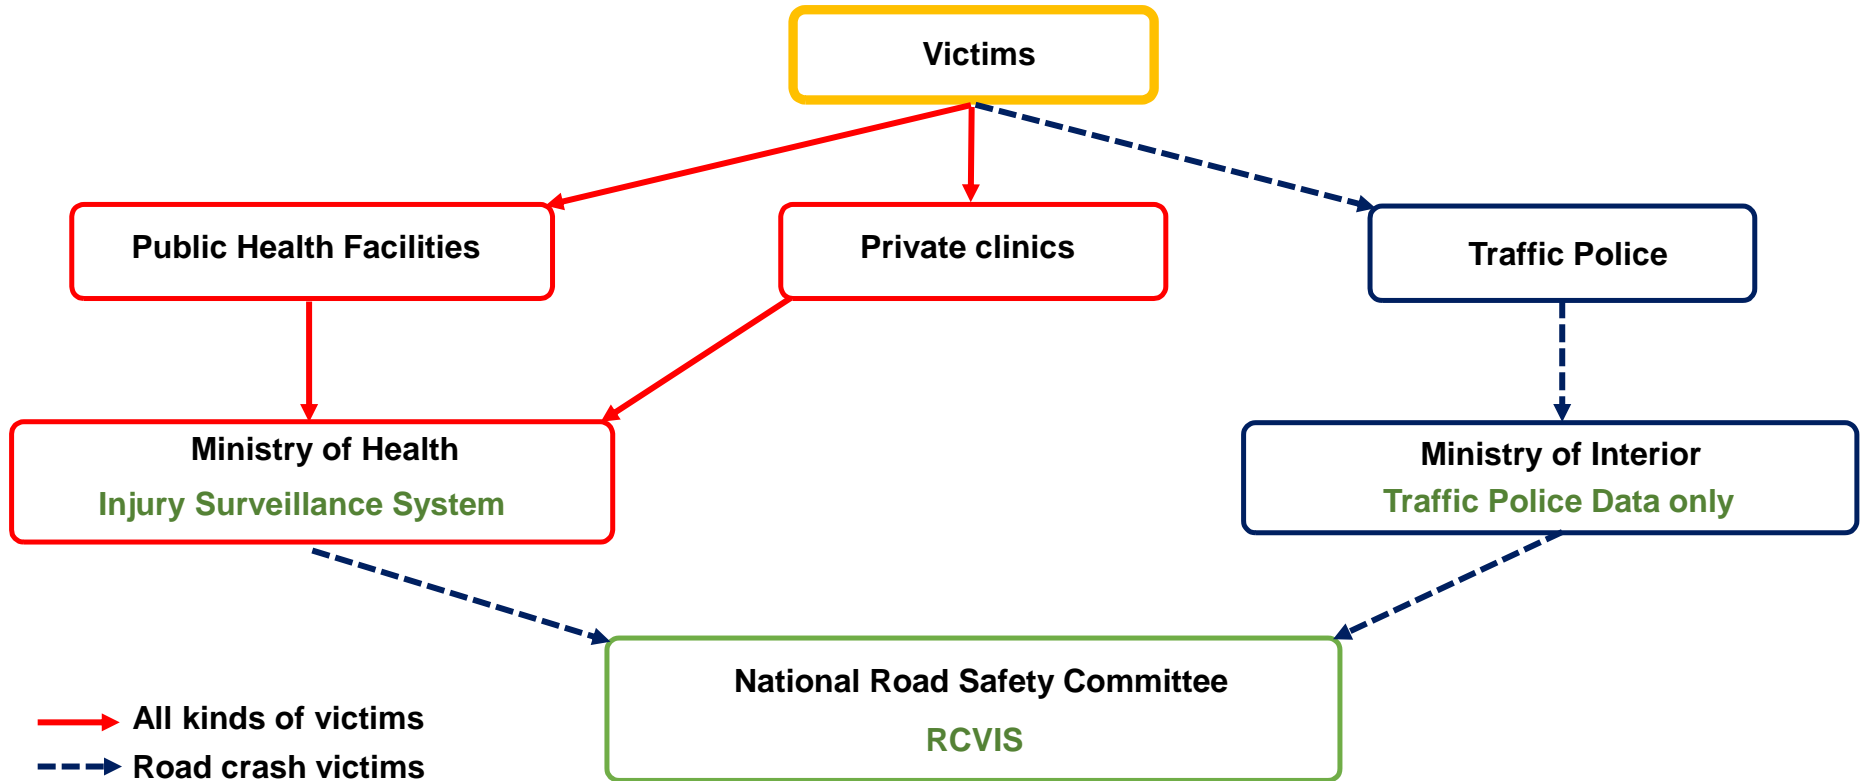 Victims
Public Health Facilities
Private clinics
Traffic Police
Ministry of Health
Injury Surveillance System
Ministry of Interior
Traffic Police Data only
National Road Safety Committee
RCVIS
All kinds of victims
Road crash victims